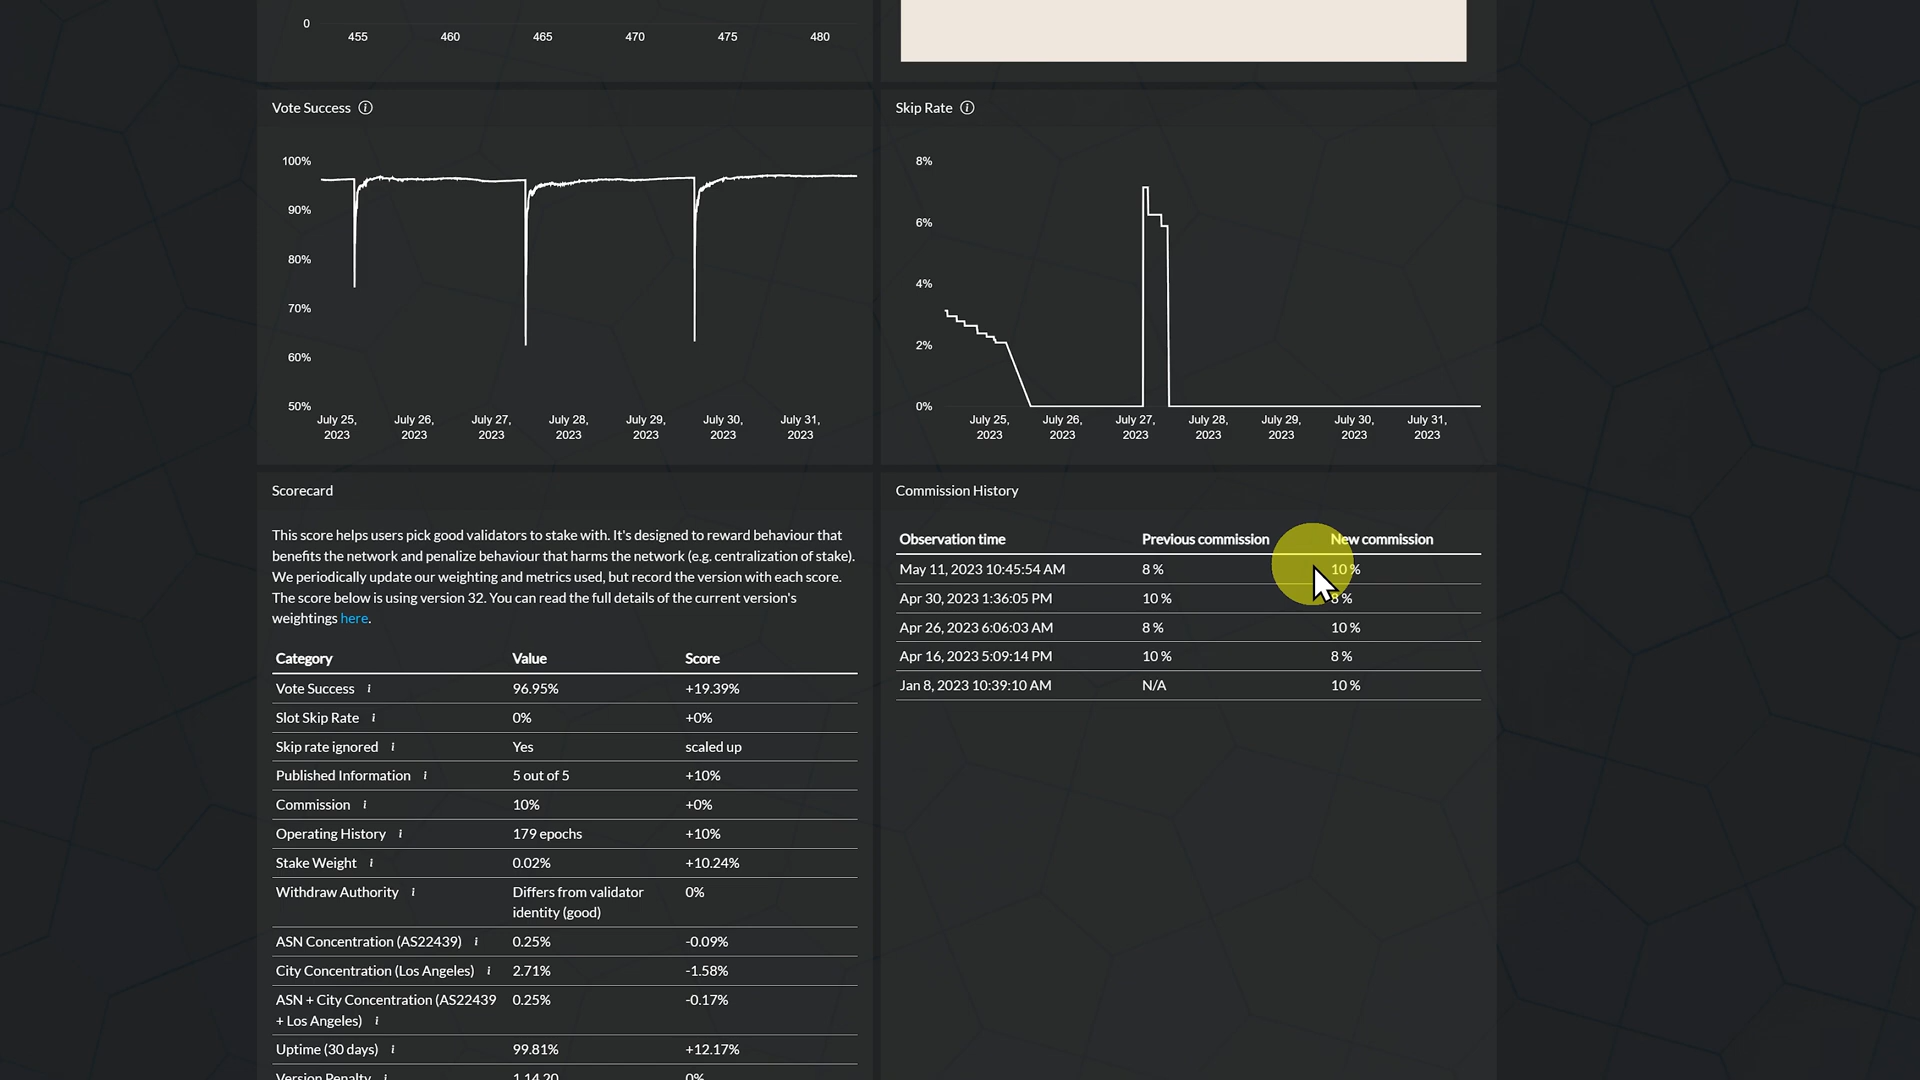 0
455 460 465 470 475 480
Vote Success
100%
90%
80%
70%
60%
50%
July 25, 2023 July 26, 2023 July 27, 2023 July 28, 2023 July 29, 2023 July 30, 2023 July 31, 2023
Skip Rate
8%
6%
4%
2%
0%
July 25, 2023 July 26, 2023 July 27, 2023 July 28, 2023 July 29, 2023 July 30, 2023 July 31, 2023
Scorecard
This score helps users pick good validators to stake with. It's designed to reward behaviour that
benefits the network and penalize behaviour that harms the network (e.g. centralization of stake).
We periodically update our weighting and metrics used, but record the version with each score.
The score below is using version 32. You can read the full details of the current version's
weightings here.
Category Value Score
Vote Success i 96.95% +19.39%
Slot Skip Rate i 0% +0%
Skip rate ignored i Yes scaled up
Published Information i 5 out of 5 +10%
Commission i 10% +0%
Operating History i 179 epochs +10%
Stake Weight i 0.02% +10.24%
Withdraw Authority i Differs from validator 0%
identity (good)
ASN Concentration (AS22439) i 0.25% -0.09%
City Concentration (Los Angeles) i 2.71% -1.58%
ASN + City Concentration (AS22439 0.25% -0.17%
+ Los Angeles) i
Uptime (30 days) i 99.81% +12.17%
Version Penalty i 1.14.20 0%
Commission History
Observation time Previous commission New commission
May 11, 2023 10:45:54 AM 8 % 10 %
Apr 30, 2023 1:36:05 PM 10 % 8 %
Apr 26, 2023 6:06:03 AM 8 % 10 %
Apr 16, 2023 5:09:14 PM 10 % 8 %
Jan 8, 2023 10:39:10 AM N/A 10 %